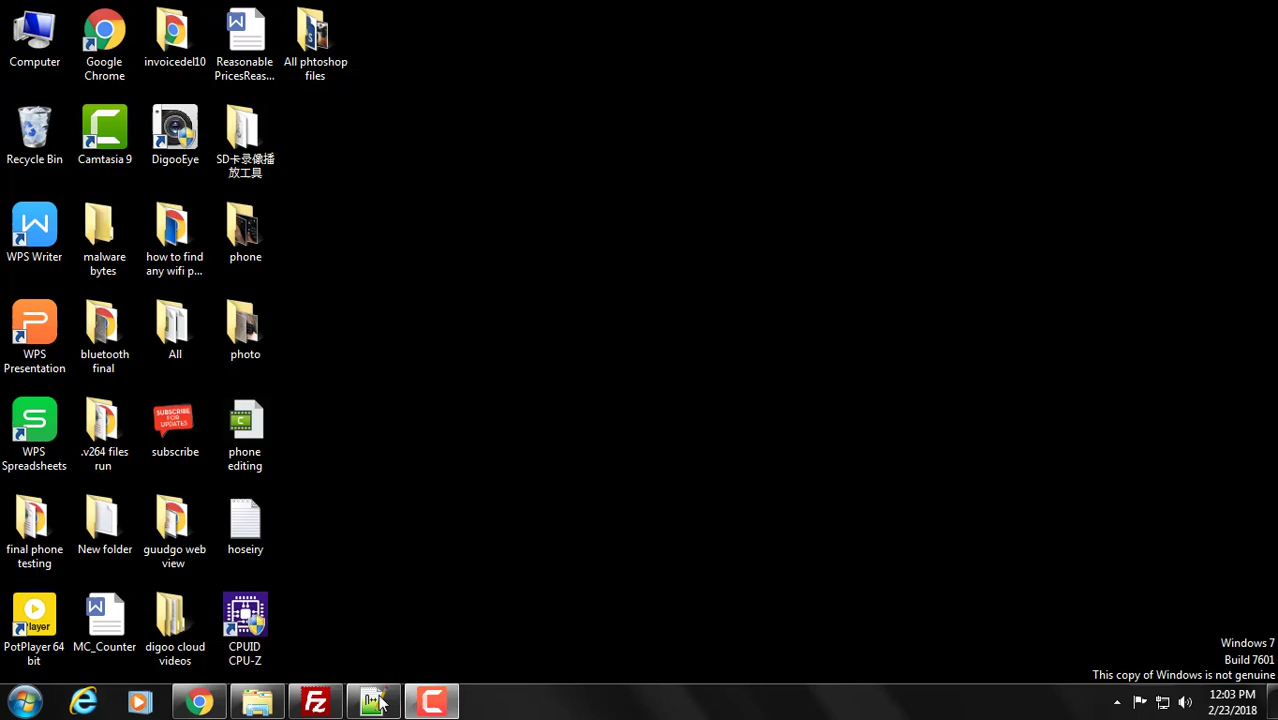 Computer
Google
Chrome
invoicedel10
Reasonable
PricesReas...
All phtoshop
files
Recycle Bin
Camtasia 9
DigooEye
SD卡录像播
放工具
WPS Writer
malware
bytes
how to find
any wifi p...
phone
WPS
Presentation
bluetooth
final
All
photo
WPS
Spreadsheets
.v264 files
run
SUBSCRIBE
FOR
UPDATES
subscribe
phone
editing
final phone
testing
New folder
guudgo web
view
hoseiry
Player
PotPlayer 64
bit
MC_Counter
digoo cloud
videos
CPUID
CPU-Z
Windows 7
Build 7601
This copy of Windows is not genuine
12:03 PM
2/23/2018